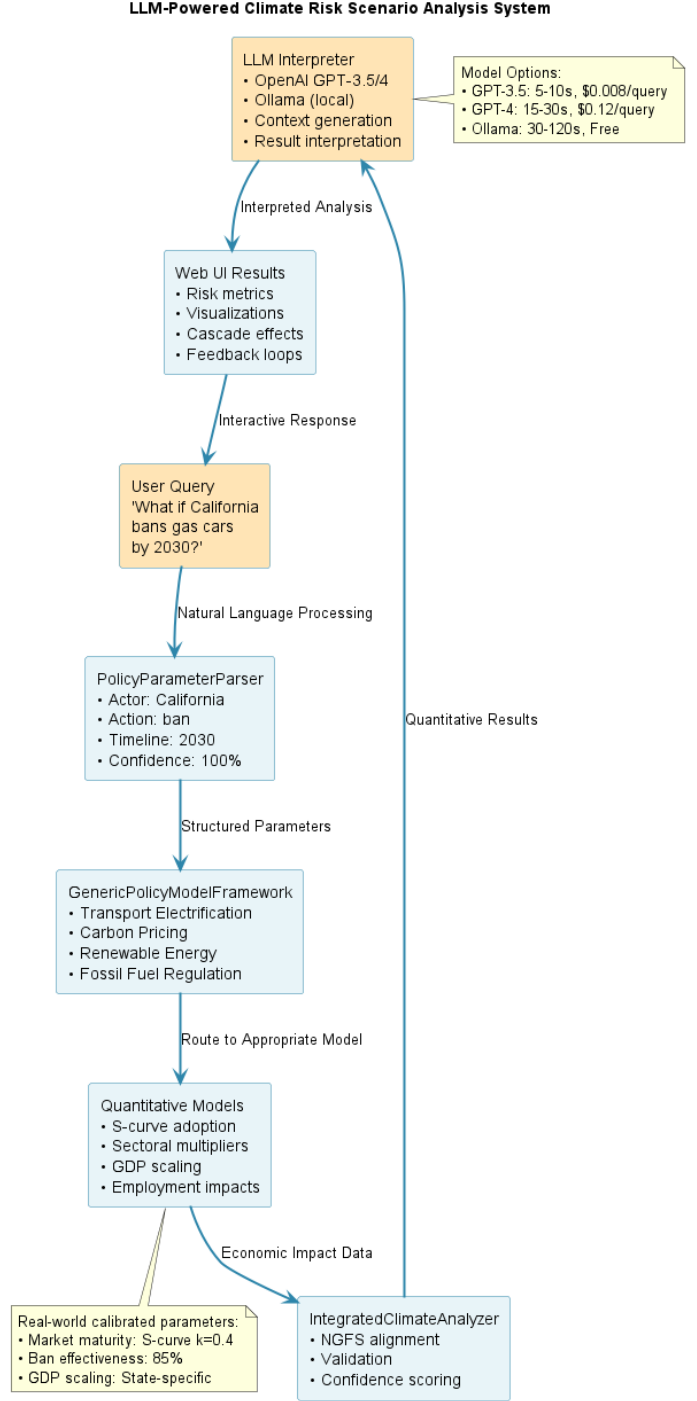 LLM-Powered Climate Risk Scenario Analysis System
LLM Interpreter
• OpenAI GPT-3.5/4
• Ollama (local)
• Context generation
• Result interpretation
Model Options:
• GPT-3.5: 5-10s, $0.008/query
• GPT-4: 15-30s, $0.12/query
• Ollama: 30-120s, Free
Interpreted Analysis
Web UI Results
• Risk metrics
• Visualizations
• Cascade effects
• Feedback loops
Interactive Response
User Query
'What if California
bans gas cars
by 2030?'
Natural Language Processing
PolicyParameterParser
• Actor: California
• Action: ban
• Timeline: 2030
• Confidence: 100%
Quantitative Results
Structured Parameters
GenericPolicyModelFramework
• Transport Electrification
• Carbon Pricing
• Renewable Energy
• Fossil Fuel Regulation
Route to Appropriate Model
Quantitative Models
• S-curve adoption
• Sectoral multipliers
• GDP scaling
• Employment impacts
Economic Impact Data
Real-world calibrated parameters:
• Market maturity: S-curve k=0.4
• Ban effectiveness: 85%
• GDP scaling: State-specific
IntegratedClimateAnalyzer
• NGFS alignment
• Validation
• Confidence scoring